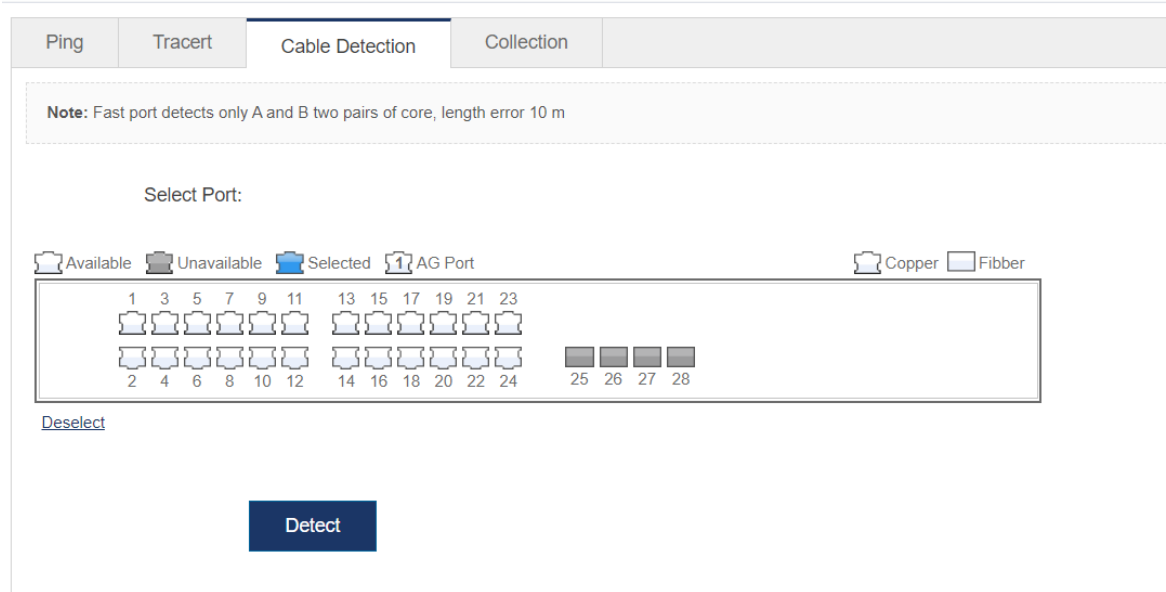 Ping Tracert Cable Detection Collection
Note: Fast port detects only A and B two pairs of core, length error 10 m
Select Port:
Available Unavailable Selected 1 AG Port Copper Fibber
1 3 5 7 9 11 13 15 17 19 21 23
2 4 6 8 10 12 14 16 18 20 22 24 25 26 27 28
Deselect
Detect